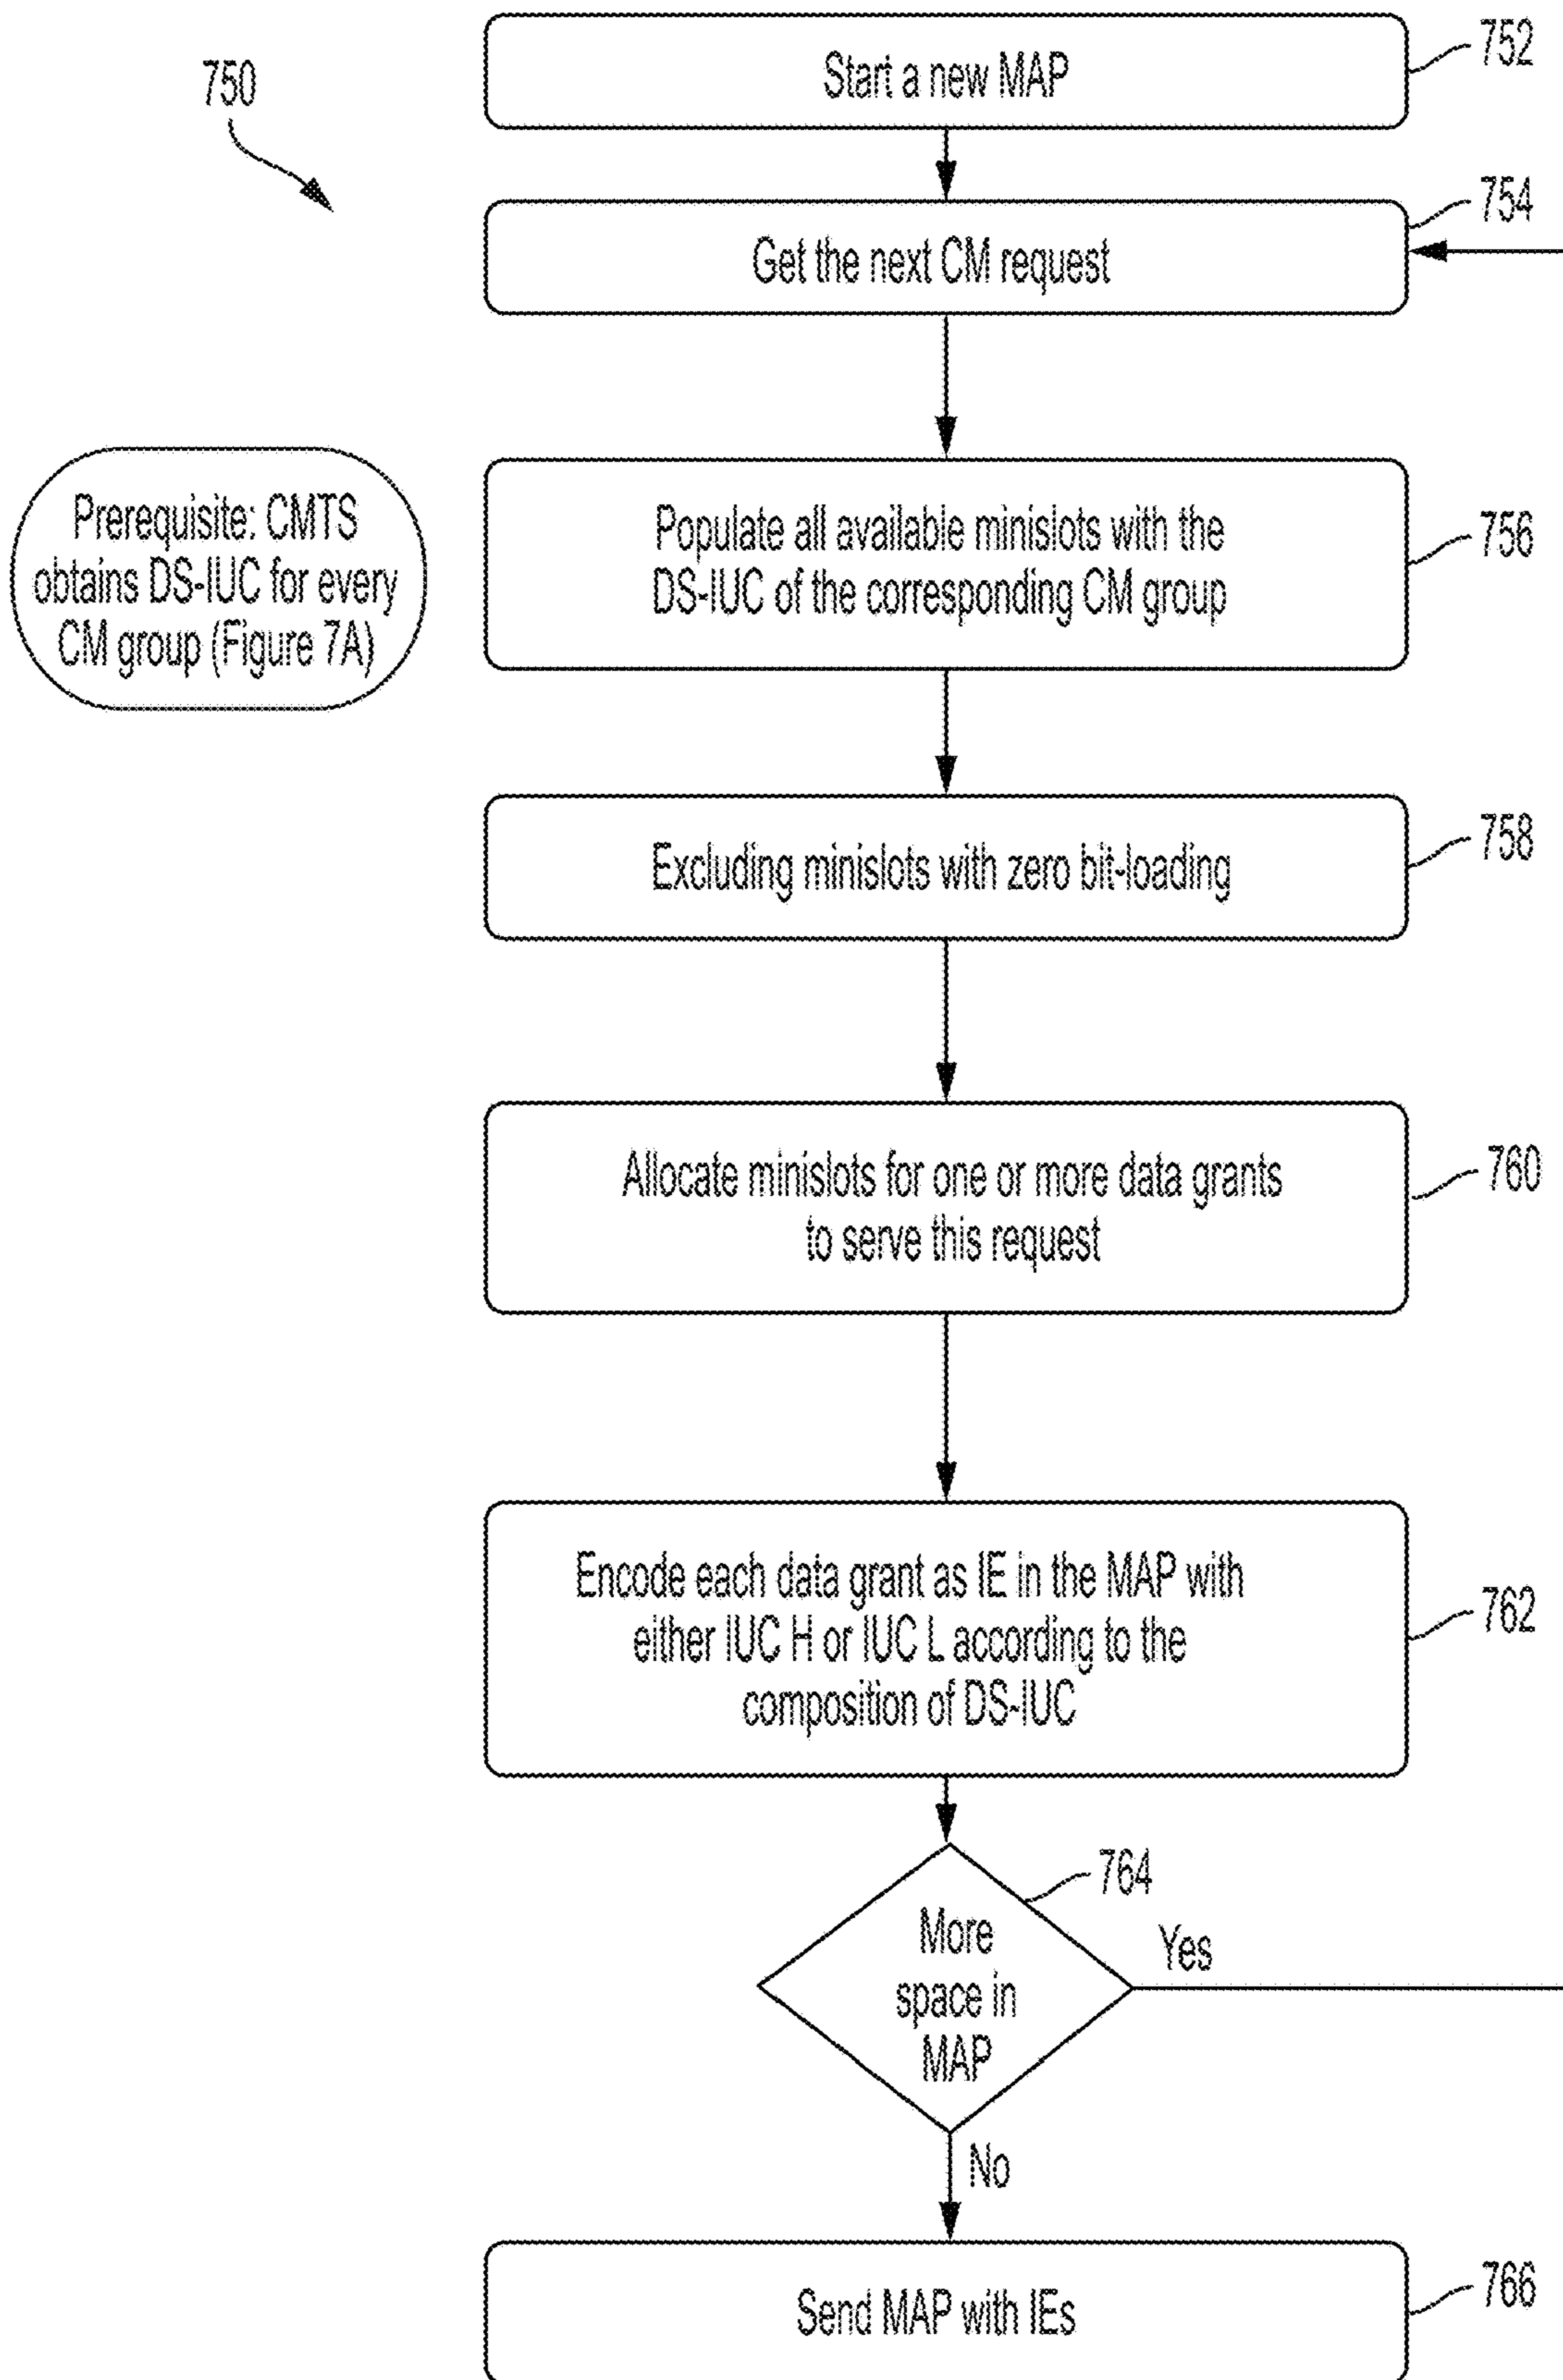 750
Start a new MAP
752
Get the next CM request
754
Prerequisite: CMTS
obtains DS-IUC for every
CM group (Figure 7A)
Populate all available minislots with the
DS-IUC of the corresponding CM group
756
Excluding minislots with zero bit-loading
758
Allocate minislots for one or more data grants
to serve this request
760
Encode each data grant as IE in the MAP with
either IUC H or IUC L according to the
composition of DS-IUC
762
764
More
space in
MAP
Yes
No
Send MAP with IEs
766